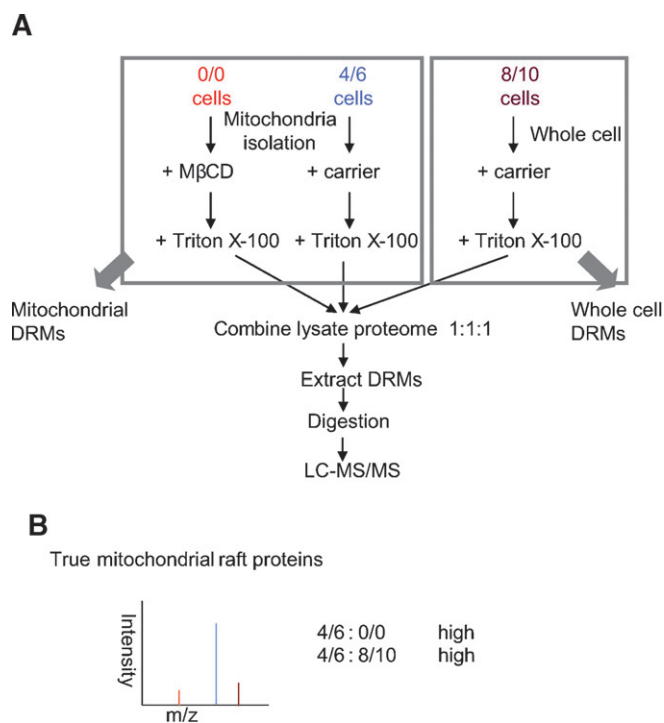 A
0/0 4/6 8/10
cells cells cells
Mitochondria
isolation
Whole cell
+ MβCD + carrier + carrier
+ Triton X-100 + Triton X-100 + Triton X-100
Mitochondrial
DRMs
Whole cell
DRMs
Combine lysate proteome 1:1:1
Extract DRMs
Digestion
LC-MS/MS
B
True mitochondrial raft proteins
Intensity
m/z
4/6 : 0/0 high
4/6 : 8/10 high